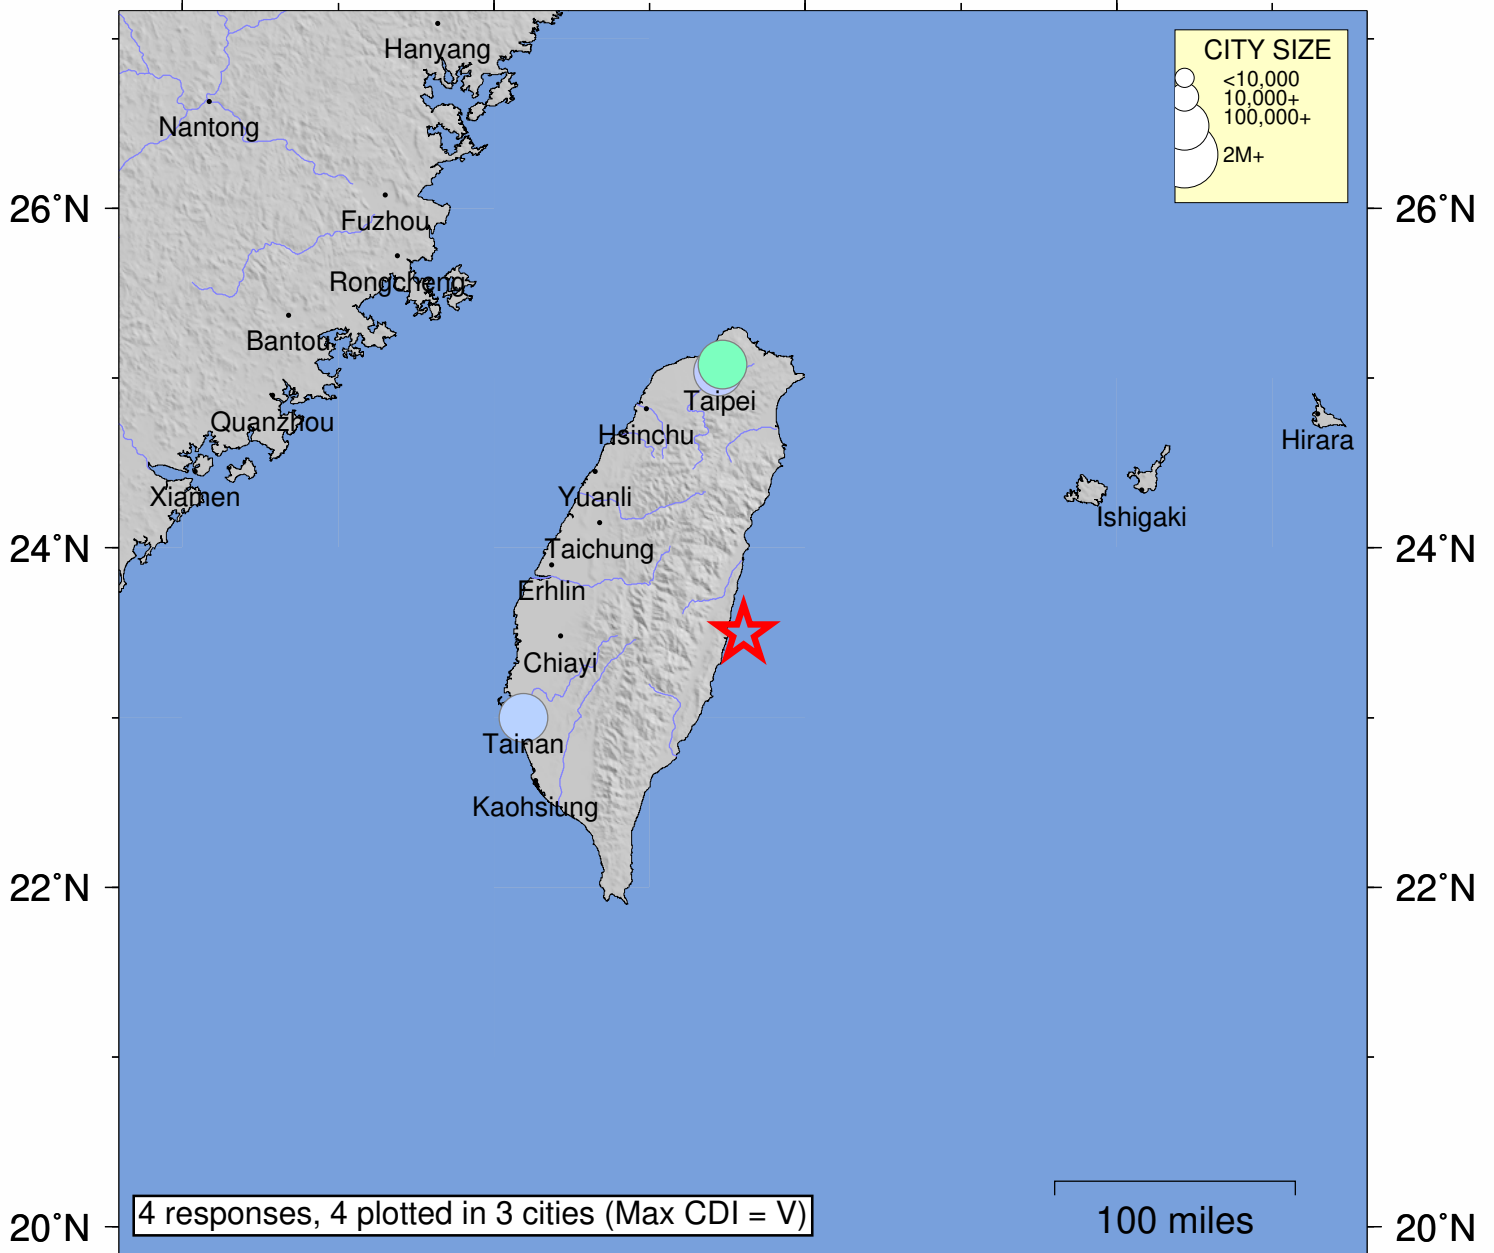 Hanyang
CITY SIZE
<10,000
10,000+
100,000+
2M+
Nantong
26˚N
26˚N
Fuzhou
Rongcheng
Bantou
Taipei
Quanzhou
Hsinchu
Hirara
Xiamen
Yuanli
Ishigaki
24˚N
24˚N
Taichung
Erhlin
Chiayi
Tainan
Kaohsiung
22˚N
22˚N
4 responses, 4 plotted in 3 cities (Max CDI = V)
100 miles
20˚N
20˚N